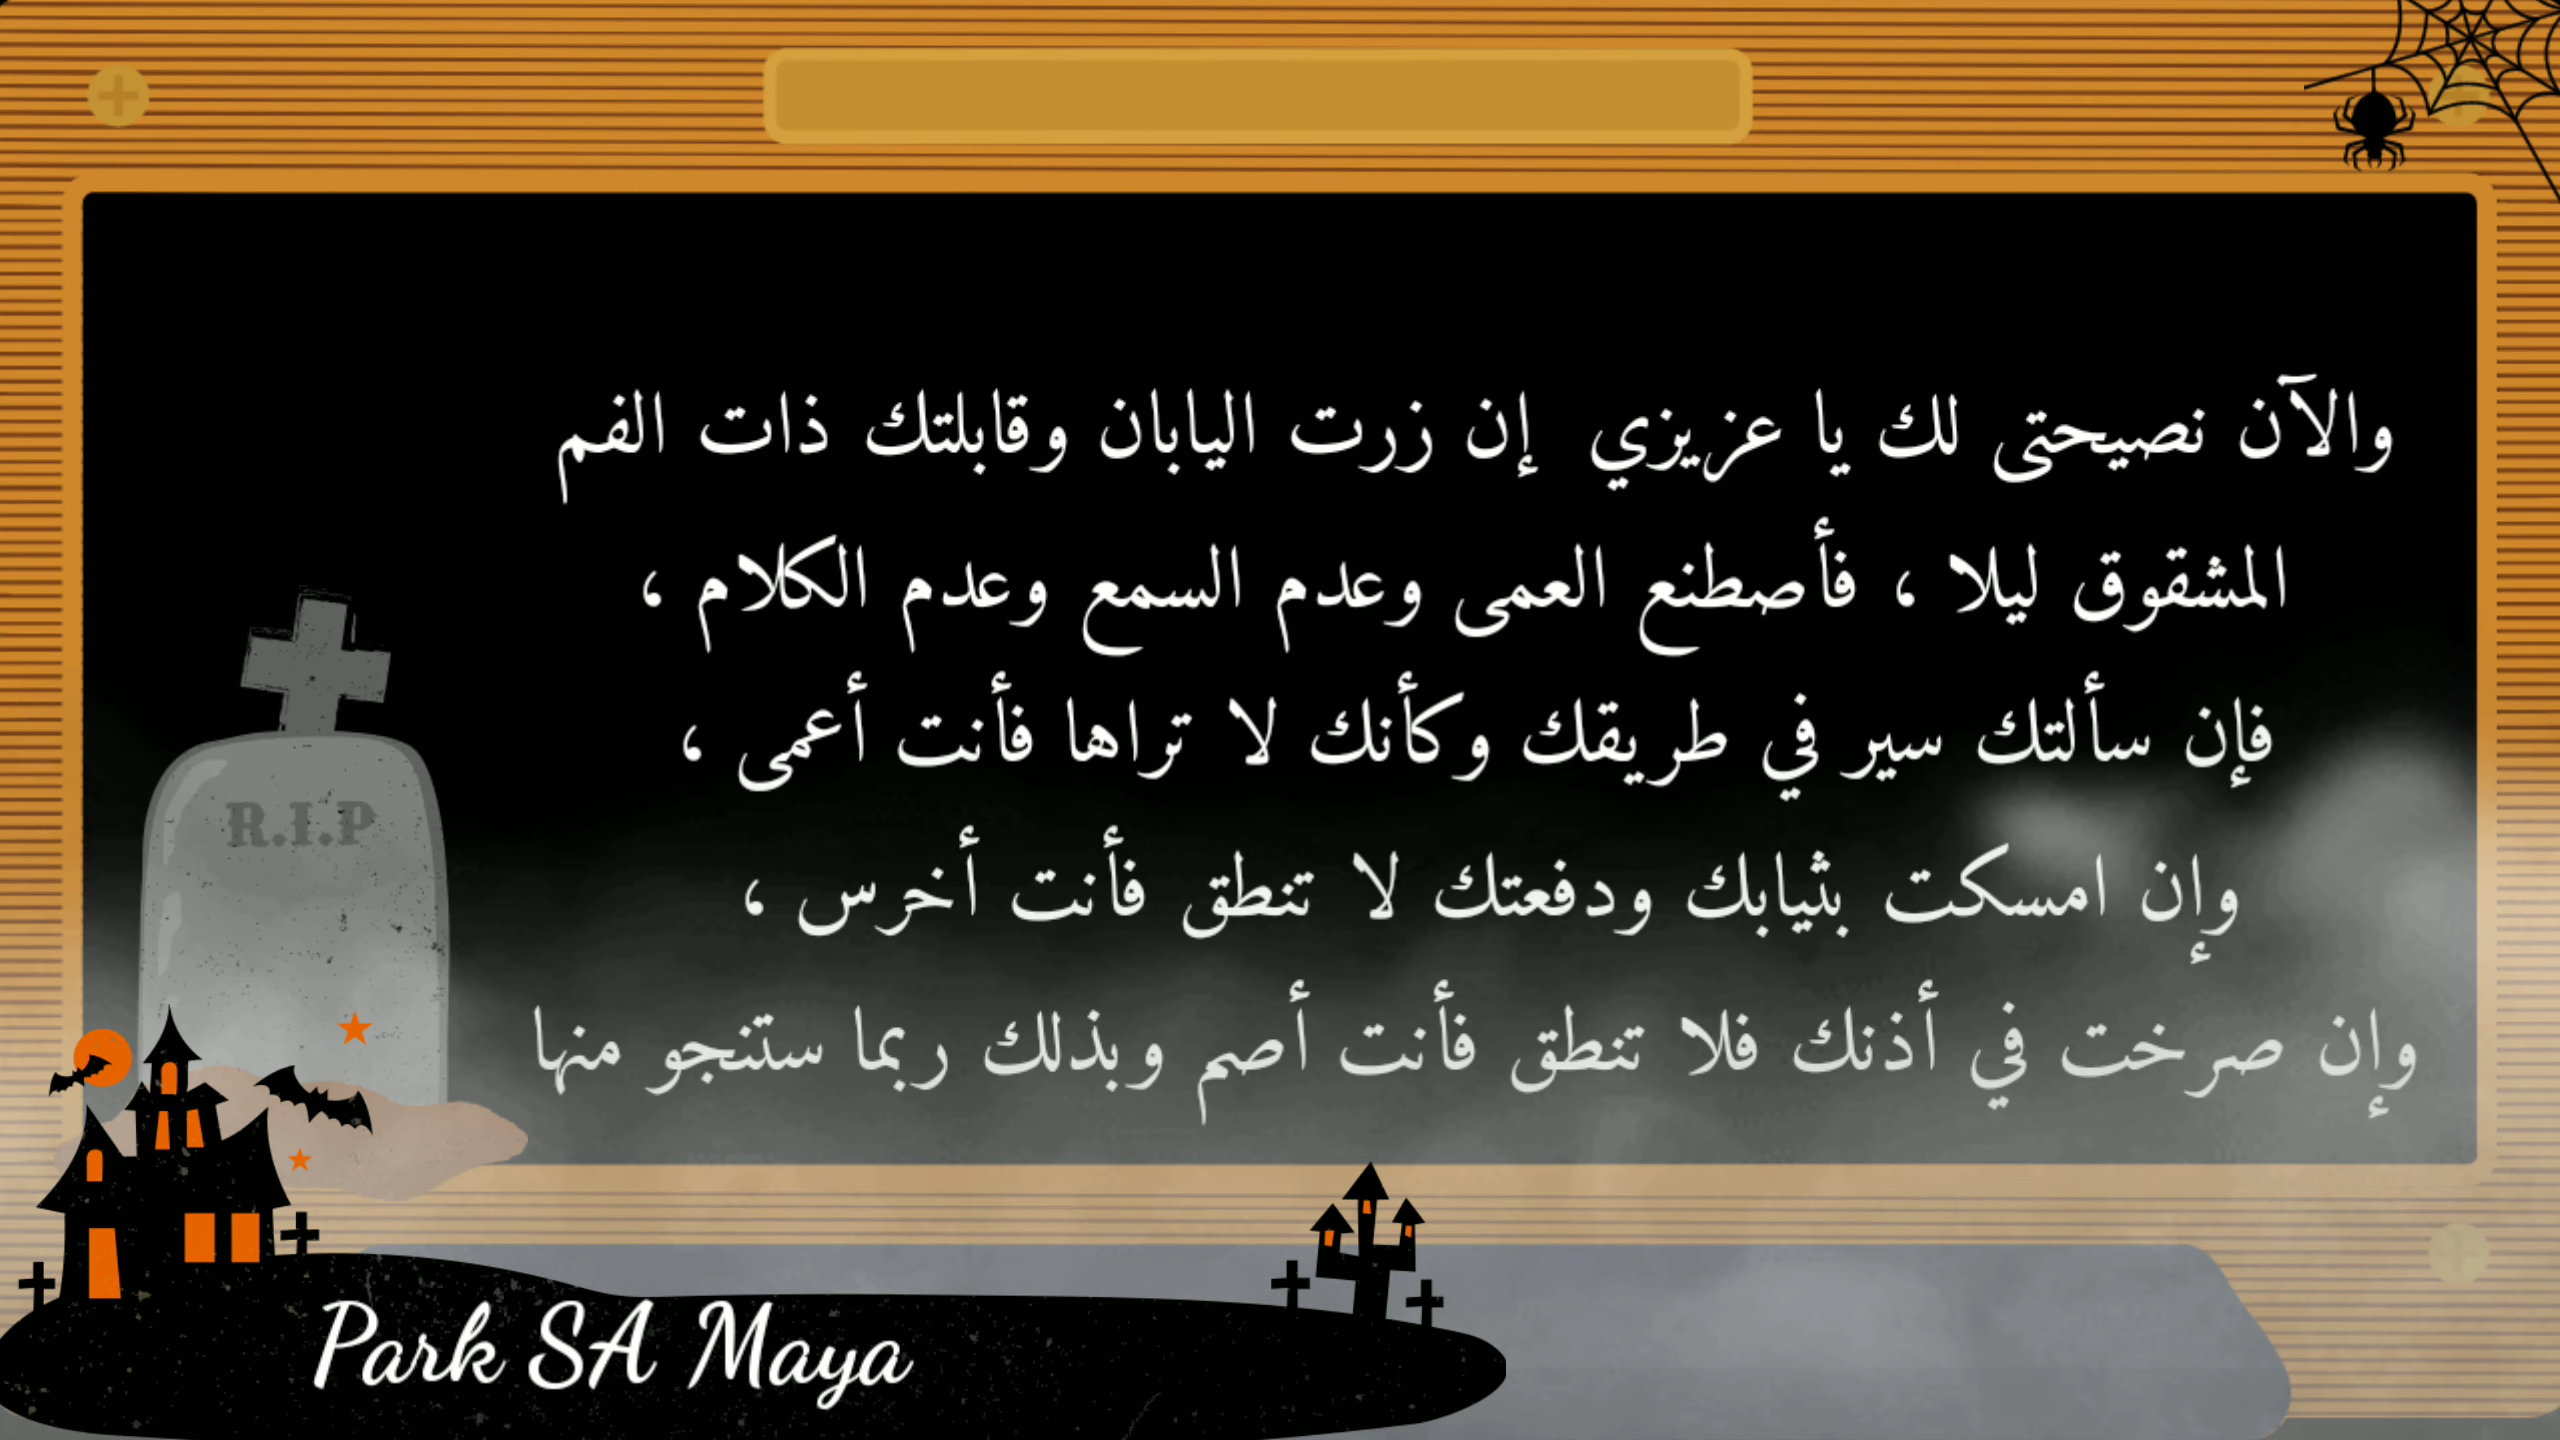 والآن نصيحتى لك يا عزيزي إن زرت اليابان وقابلتك ذات الفم
المشقوق ليلا ، فأصطنع العمى وعدم السمع وعدم الكلام ،
فإن سألتك سير في طريقك وكأنك لا تراها فأنت أعمى ،
وإن امسكت بثيابك ودفعتك لا تنطق فأنت أخرس ،
وإن صرخت في أذنك فلا تنطق فأنت أصم وبذلك ربما ستنجو منها
R.I.P
Park SA Maya